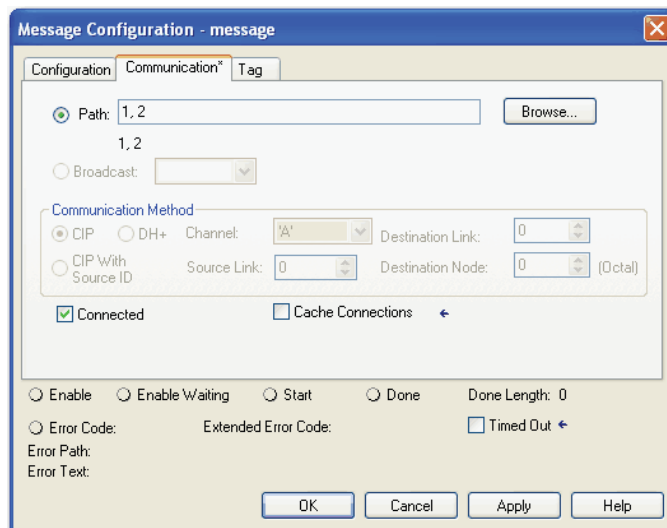 Message Configuration - message
Configuration Communication* Tag
Path: 1, 2 Browse...
1, 2
Broadcast:
Communication Method
CIP DH+ Channel: 'A' Destination Link: 0
CIP With Source ID Source Link: 0 Destination Node: 0 (Octal)
Connected Cache Connections ←
Enable Enable Waiting Start Done Done Length: 0
Error Code: Extended Error Code: Timed Out ←
Error Path:
Error Text:
OK Cancel Apply Help